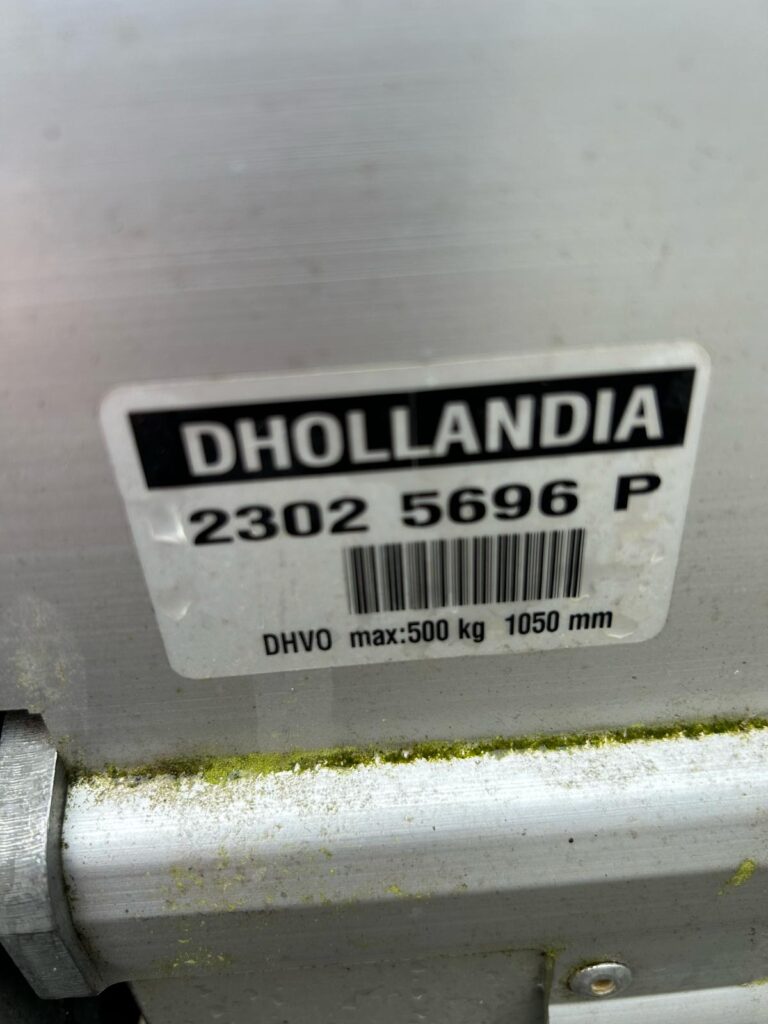 DHOLLANDIA
2302 5696 P
DHVO max:500 kg 1050 mm